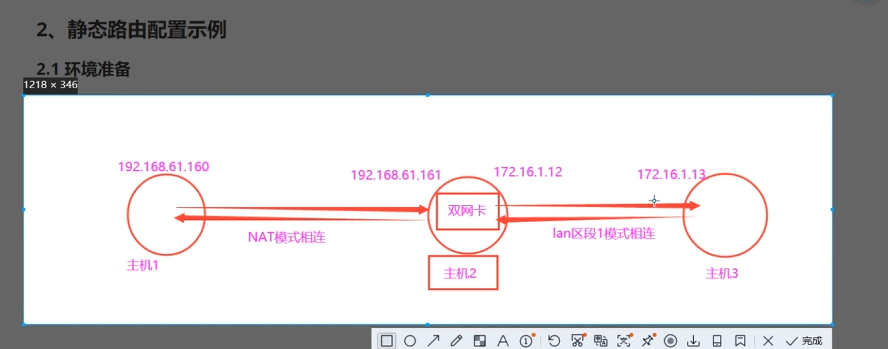 2、静态路由配置示例
2.1 环境准备
1218 × 346
192.168.61.160
192.168.61.161
172.16.1.12
172.16.1.13
双网卡
NAT模式相连
lan区段1模式相连
主机1
主机2
主机3
A
1
完成